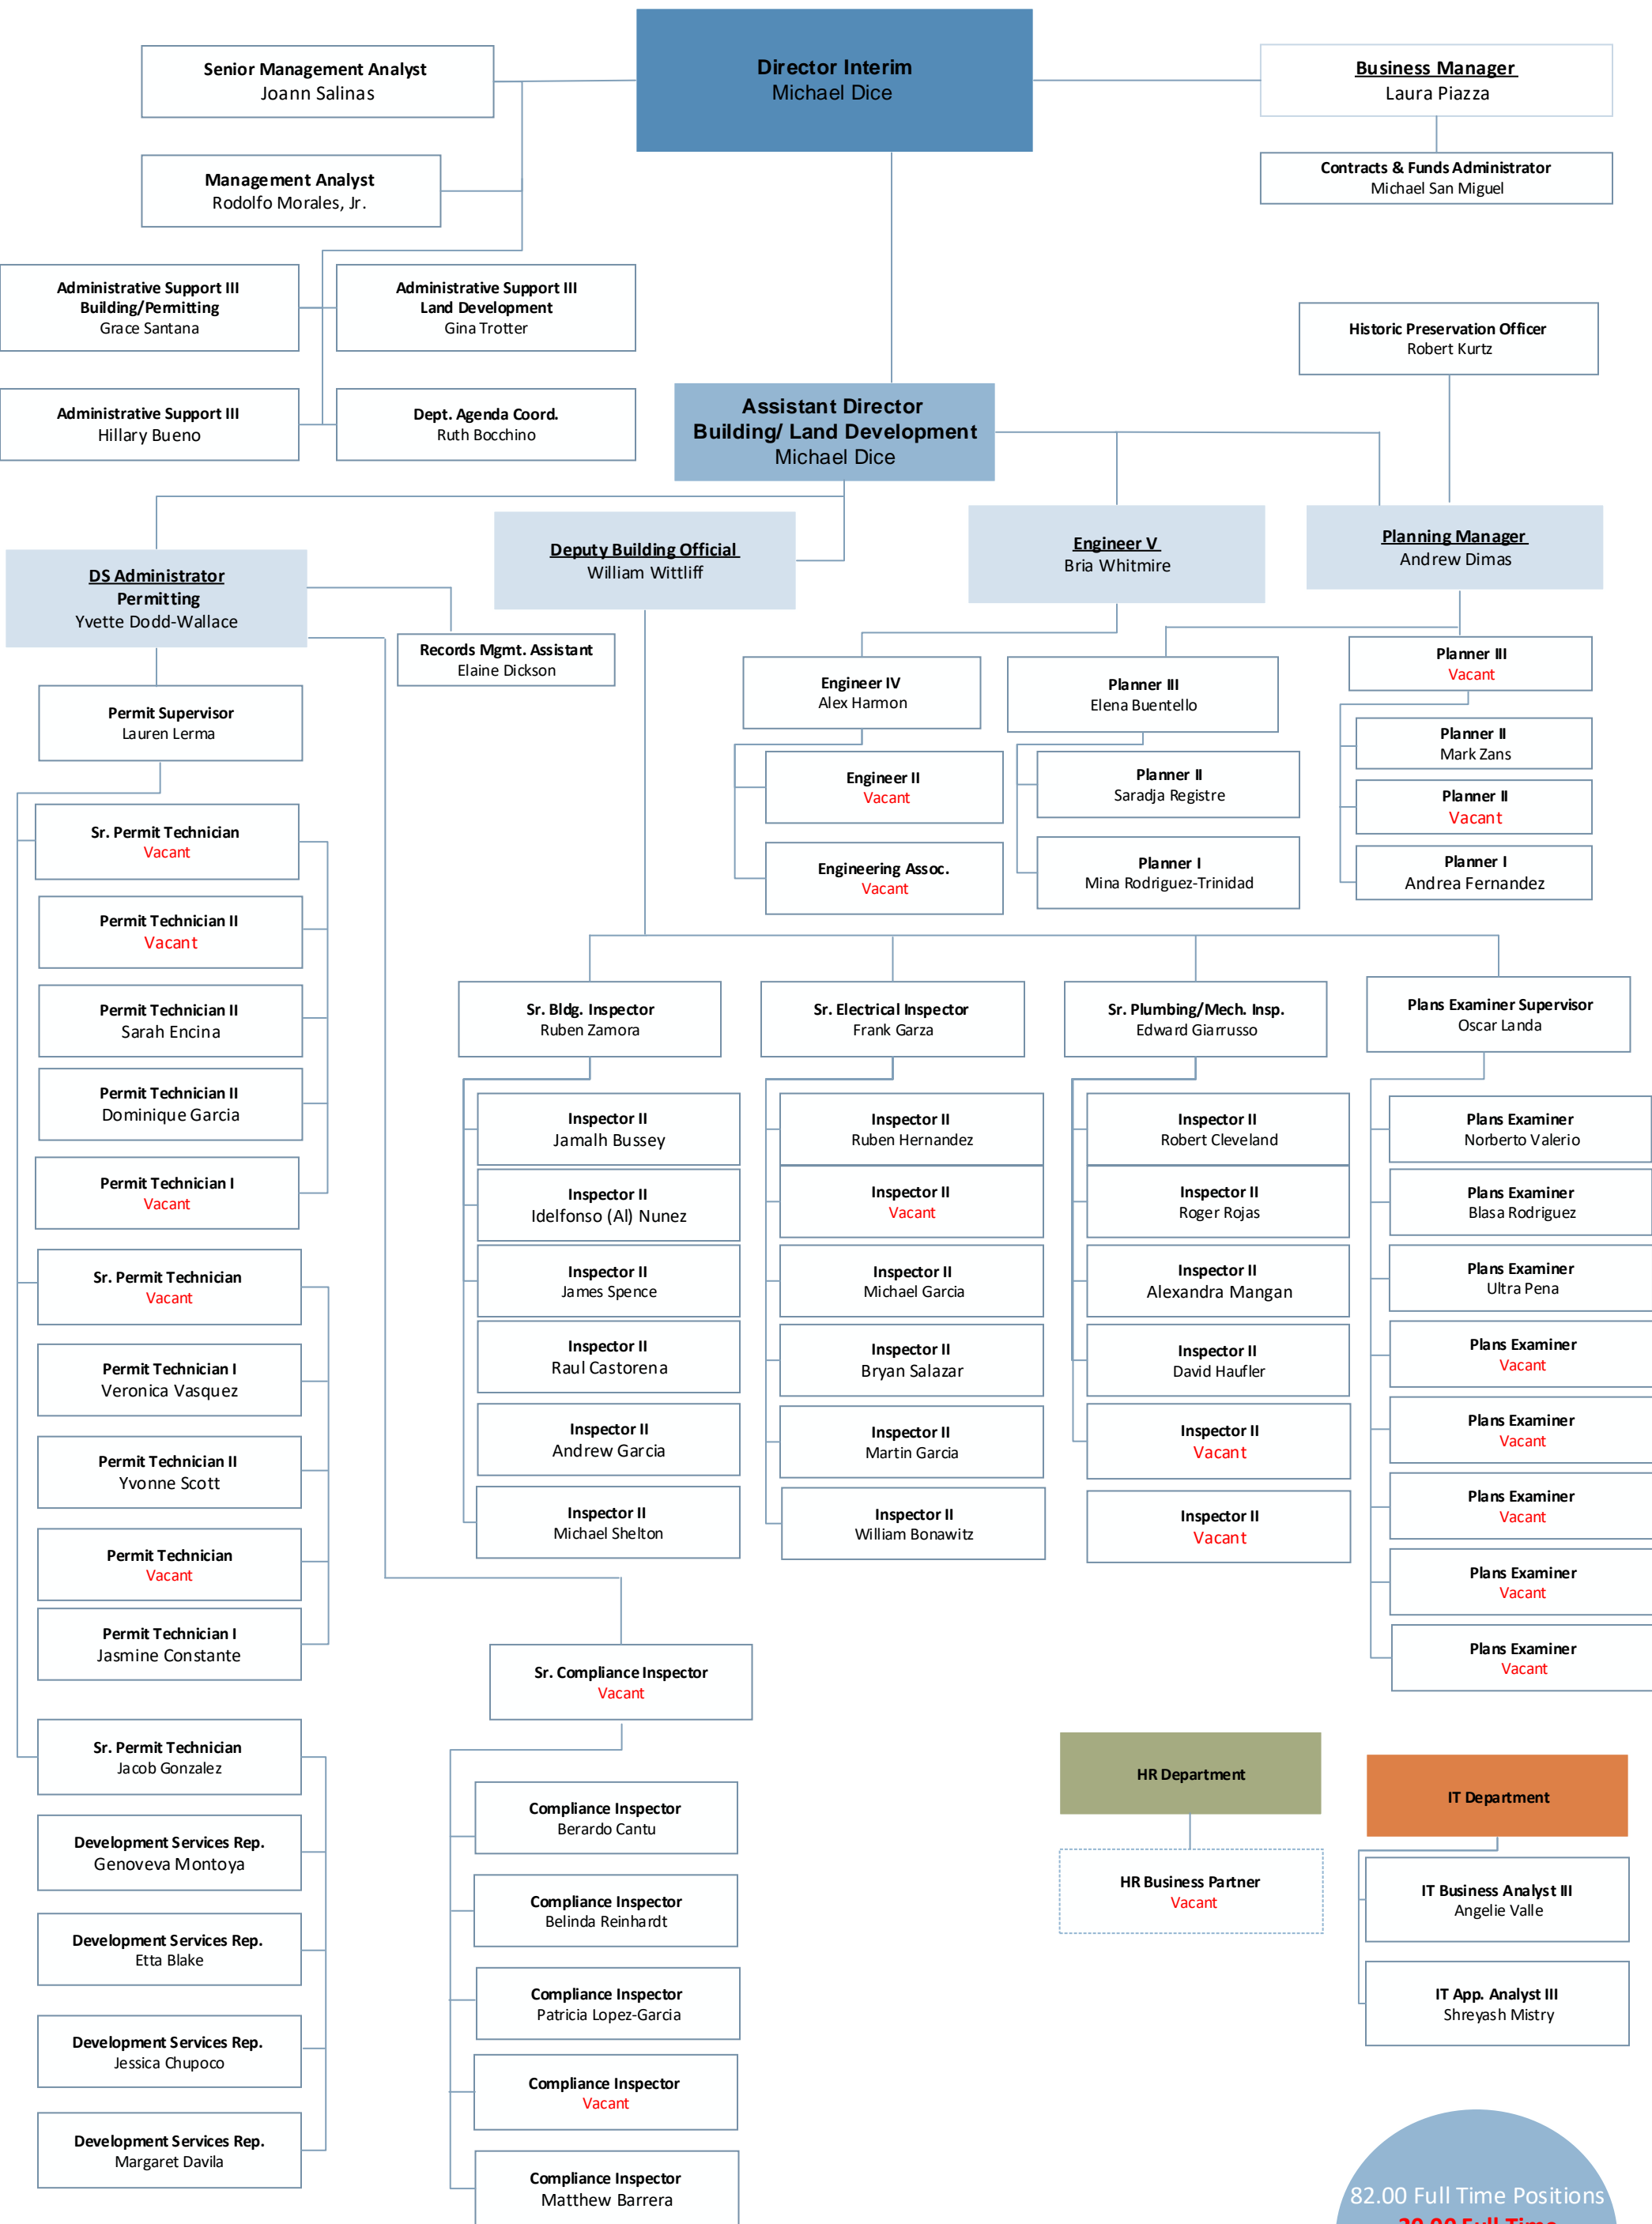 Director Interim
Michael Dice
Senior Management Analyst
Joann Salinas
Business Manager
Laura Piazza
Management Analyst
Rodolfo Morales, Jr.
Contracts & Funds Administrator
Michael San Miguel
Administrative Support III
Building/Permitting
Grace Santana
Administrative Support III
Land Development
Gina Trotter
Administrative Support III
Hillary Bueno
Dept. Agenda Coord.
Ruth Bocchino
Historic Preservation Officer
Robert Kurtz
Assistant Director
Building/ Land Development
Michael Dice
DS Administrator
Permitting
Yvette Dodd-Wallace
Deputy Building Official
William Wittliff
Engineer V
Bria Whitmire
Planning Manager
Andrew Dimas
Records Mgmt. Assistant
Elaine Dickson
Permit Supervisor
Lauren Lerma
Engineer IV
Alex Harmon
Engineer II
Vacant
Engineering Assoc.
Vacant
Planner III
Elena Buentello
Planner II
Saradja Registre
Planner I
Mina Rodriguez-Trinidad
Planner III
Vacant
Planner II
Mark Zans
Planner II
Vacant
Planner I
Andrea Fernandez
Sr. Permit Technician
Vacant
Permit Technician II
Vacant
Permit Technician II
Sarah Encina
Permit Technician II
Dominique Garcia
Permit Technician I
Vacant
Sr. Permit Technician
Vacant
Permit Technician I
Veronica Vasquez
Permit Technician II
Yvonne Scott
Permit Technician
Vacant
Permit Technician I
Jasmine Constante
Sr. Permit Technician
Jacob Gonzalez
Development Services Rep.
Genoveva Montoya
Development Services Rep.
Etta Blake
Development Services Rep.
Jessica Chupoco
Development Services Rep.
Margaret Davila
Sr. Bldg. Inspector
Ruben Zamora
Inspector II
Jamalh Bussey
Inspector II
Idelfonso (Al) Nunez
Inspector II
James Spence
Inspector II
Raul Castorena
Inspector II
Andrew Garcia
Inspector II
Michael Shelton
Sr. Electrical Inspector
Frank Garza
Inspector II
Ruben Hernandez
Inspector II
Vacant
Inspector II
Michael Garcia
Inspector II
Bryan Salazar
Inspector II
Martin Garcia
Inspector II
William Bonawitz
Sr. Plumbing/Mech. Insp.
Edward Giarrusso
Inspector II
Robert Cleveland
Inspector II
Roger Rojas
Inspector II
Alexandra Mangan
Inspector II
David Haufler
Inspector II
Vacant
Inspector II
Vacant
Plans Examiner Supervisor
Oscar Landa
Plans Examiner
Norberto Valerio
Plans Examiner
Blasa Rodriguez
Plans Examiner
Ultra Pena
Plans Examiner
Vacant
Plans Examiner
Vacant
Plans Examiner
Vacant
Plans Examiner
Vacant
Plans Examiner
Vacant
Sr. Compliance Inspector
Vacant
Compliance Inspector
Berardo Cantu
Compliance Inspector
Belinda Reinhardt
Compliance Inspector
Patricia Lopez-Garcia
Compliance Inspector
Vacant
Compliance Inspector
Matthew Barrera
HR Department
HR Business Partner
Vacant
IT Department
IT Business Analyst III
Angelie Valle
IT App. Analyst III
Shreyash Mistry
82.00 Full Time Positions
Full Time